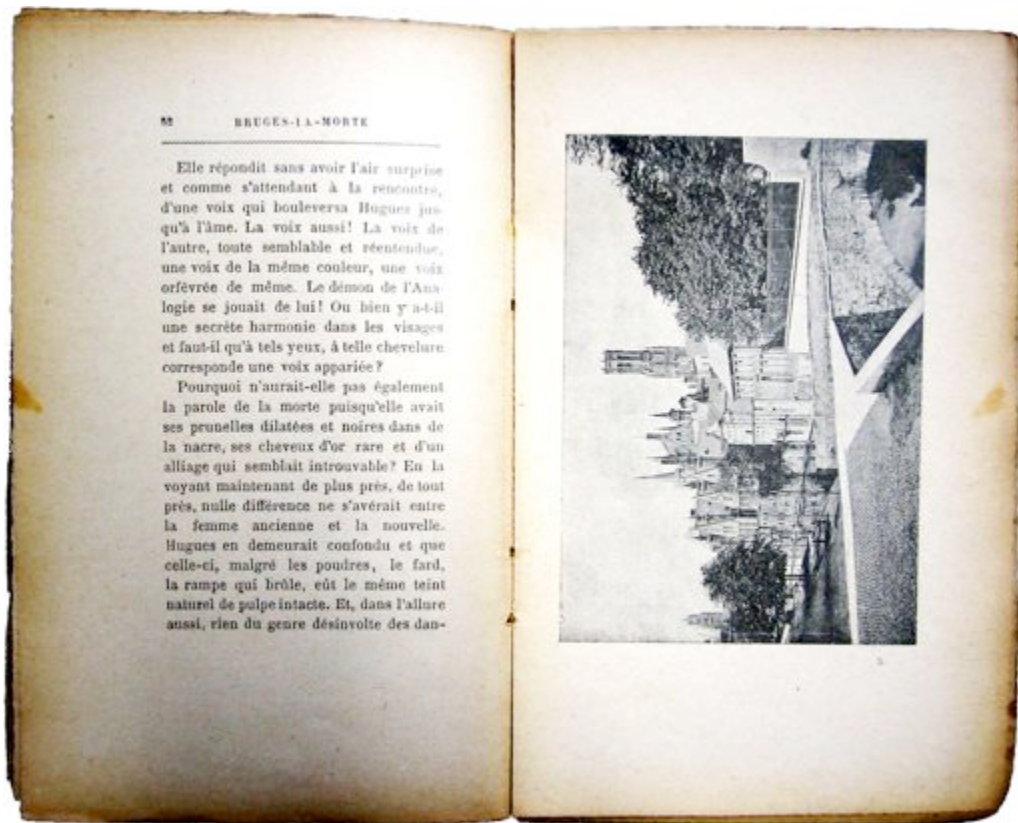 52 BRUGES-LA-MORTE
Elle répondit sans avoir l'air surprise
et comme s'attendant à la rencontre,
d'une voix qui bouleversa Hugues jus-
qu'à l'âme. La voix aussi! La voix de
l'autre, toute semblable et réentendue,
une voix de la même couleur, une voix
orfévrée de même. Le démon de l'Ana-
logie se jouait de lui! Ou bien y a-t-il
une secrète harmonie dans les visages
et faut-il qu'à tels yeux, à telle chevelure
corresponde une voix appariée?
Pourquoi n'aurait-elle pas également
la parole de la morte puisqu'elle avait
ses prunelles dilatées et noires dans de
la nacre, ses cheveux d'or rare et d'un
alliage qui semblait introuvable? En la
voyant maintenant de plus près, de tout
près, nulle différence ne s'avérait entre
la femme ancienne et la nouvelle.
Hugues en demeurait confondu et que
celle-ci, malgré les poudres, le fard,
la rampe qui brûle, eût le même teint
naturel de pulpe intacte. Et, dans l'allure
aussi, rien du genre désinvolte des dan-